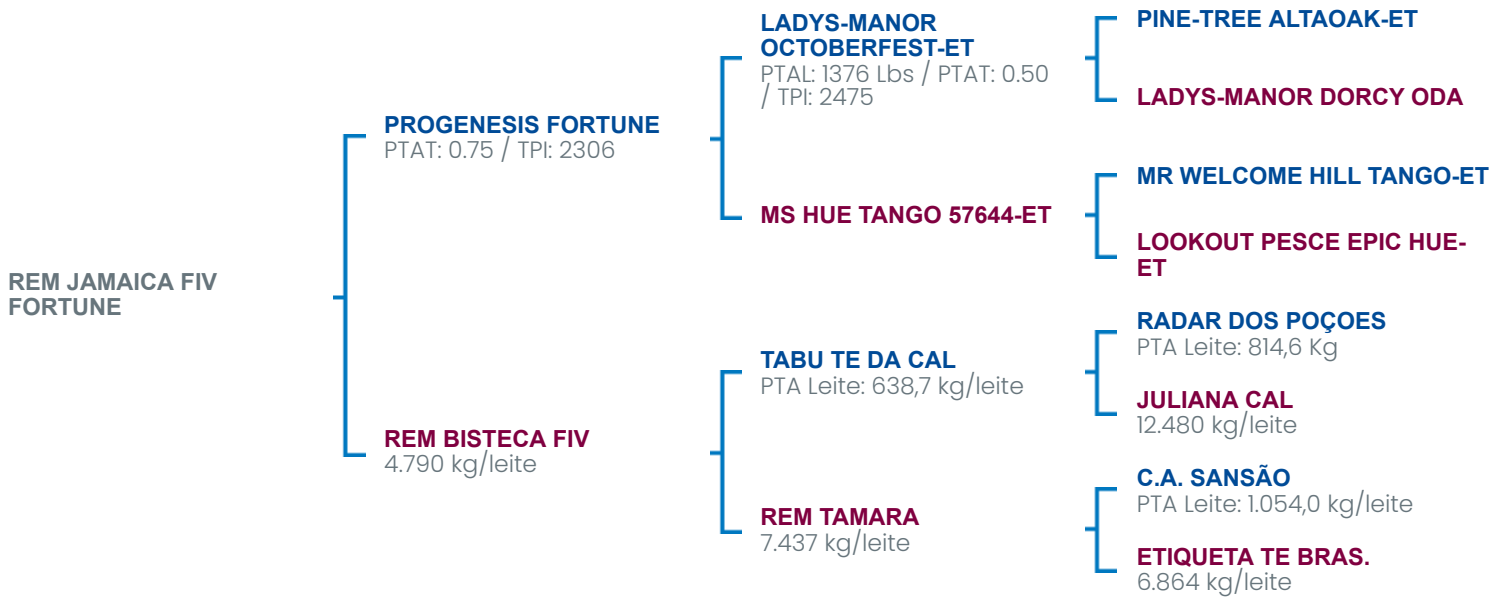 REM JAMAICA FIV
FORTUNE
PROGENESIS FORTUNE
PTAT: 0.75 / TPI: 2306
REM BISTECA FIV
4.790 kg/leite
LADYS-MANOR
OCTOBERFEST-ET
PTAL: 1376 Lbs / PTAT: 0.50
/ TPI: 2475
MS HUE TANGO 57644-ET
TABU TE DA CAL
PTA Leite: 638,7 kg/leite
REM TAMARA
7.437 kg/leite
PINE-TREE ALTAOAK-ET
LADYS-MANOR DORCY ODA
MR WELCOME HILL TANGO-ET
LOOKOUT PESCE EPIC HUE-
ET
RADAR DOS POÇOES
PTA Leite: 814,6 Kg
JULIANA CAL
12.480 kg/leite
C.A. SANSÃO
PTA Leite: 1.054,0 kg/leite
ETIQUETA TE BRAS.
6.864 kg/leite